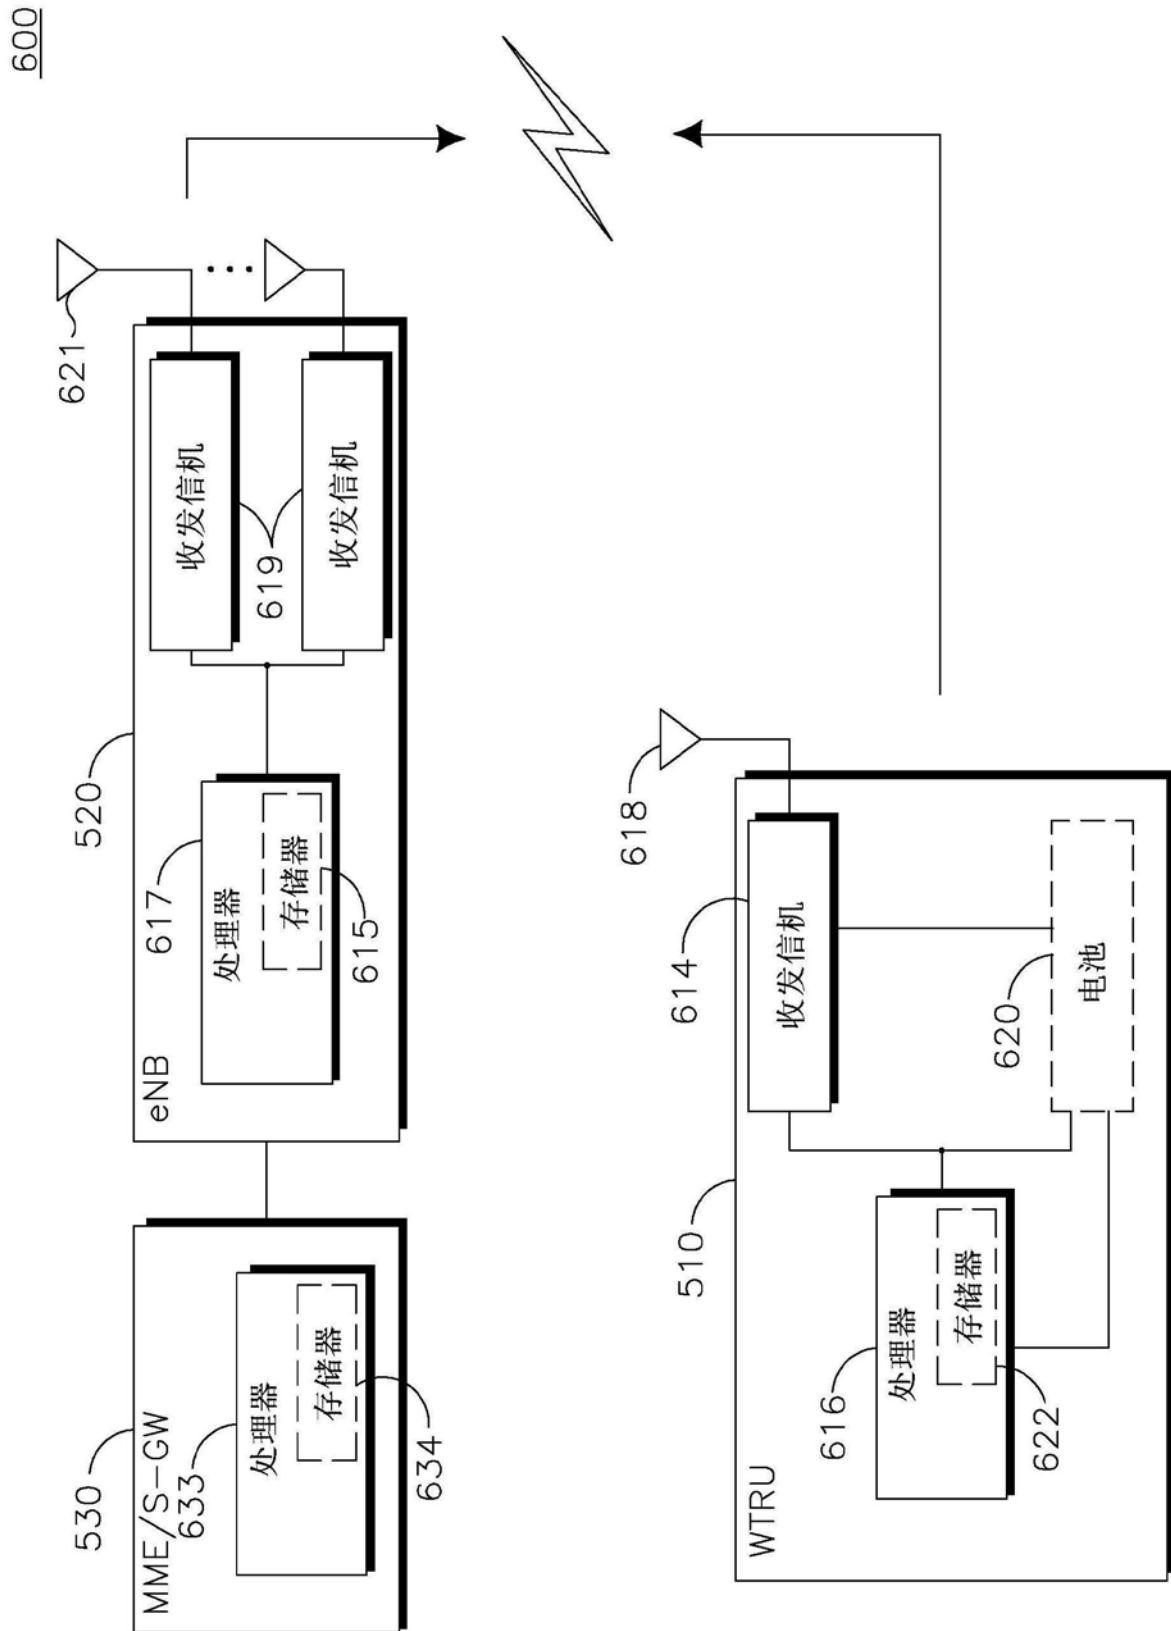 600
530
MME/S-GW
633
处理器
存储器
634
520
eNB
617
处理器
存储器
615
收发信机
619
收发信机
621
510
WTRU
616
处理器
存储器
622
614
收发信机
618
620
电池